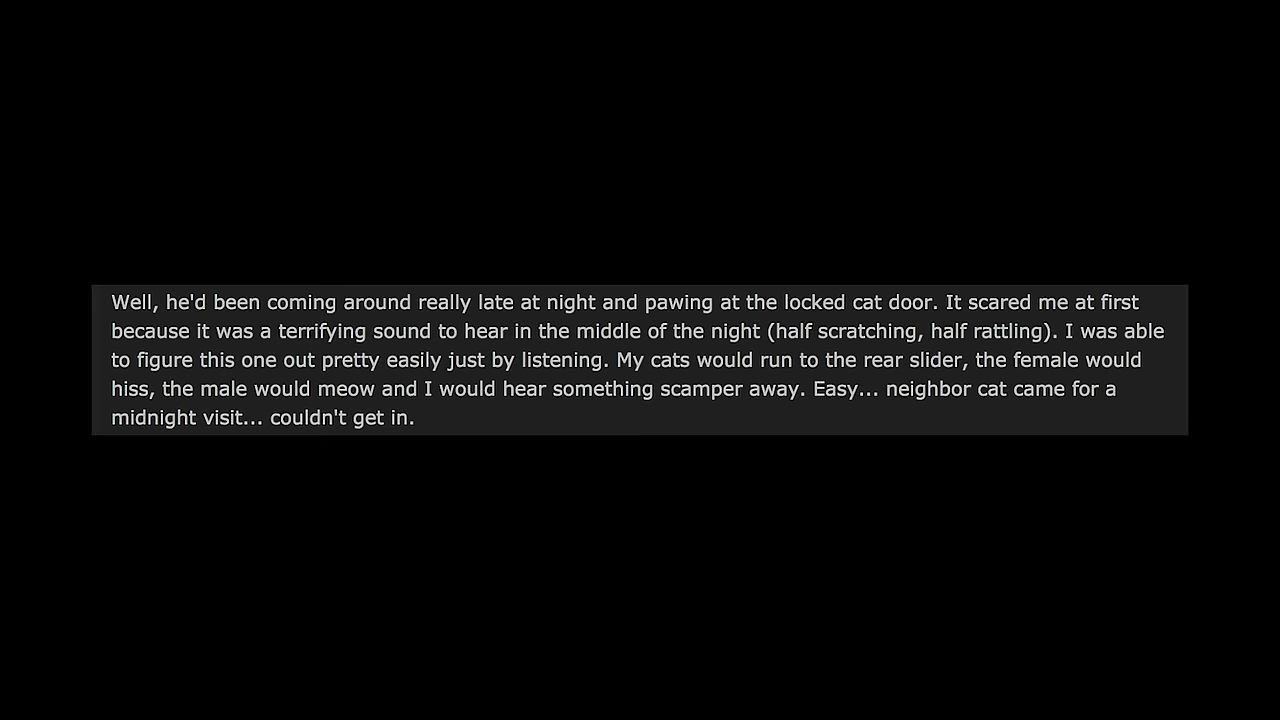 Well, he'd been coming around really late at night and pawing at the locked cat door. It scared me at first
because it was a terrifying sound to hear in the middle of the night (half scratching, half rattling). I was able
to figure this one out pretty easily just by listening. My cats would run to the rear slider, the female would
hiss, the male would meow and I would hear something scamper away. Easy... neighbor cat came for a
midnight visit... couldn't get in.